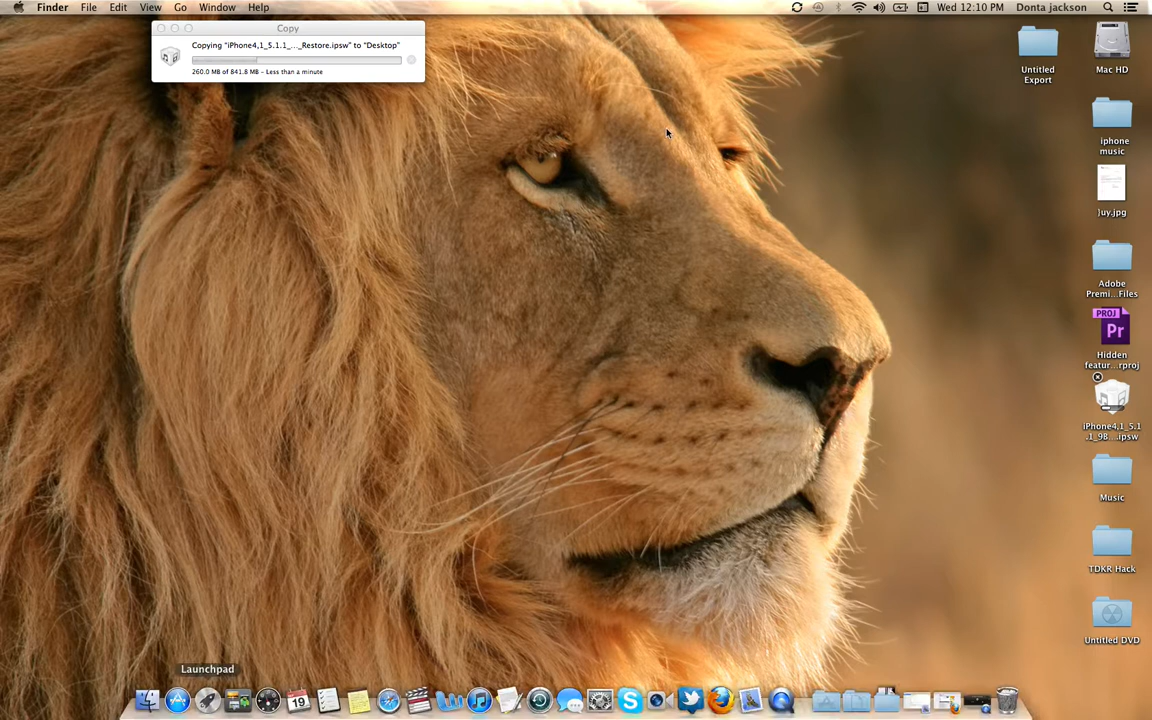 Finder File Edit View Go Window Help
Wed 12:10 PM Donta jackson
Copy
Copying "iPhone4,1_5.1.1_..._Restore.ipsw" to "Desktop"
260.0 MB of 841.8 MB - Less than a minute
Untitled
Export
Mac HD
iphone
music
Juy.jpg
Adobe
Premi...Files
PROJ
Pr
Hidden
featur...rproj
iPhone4,1_5.1
.1_9B....ipsw
Music
TDKR Hack
Untitled DVD
Launchpad
19